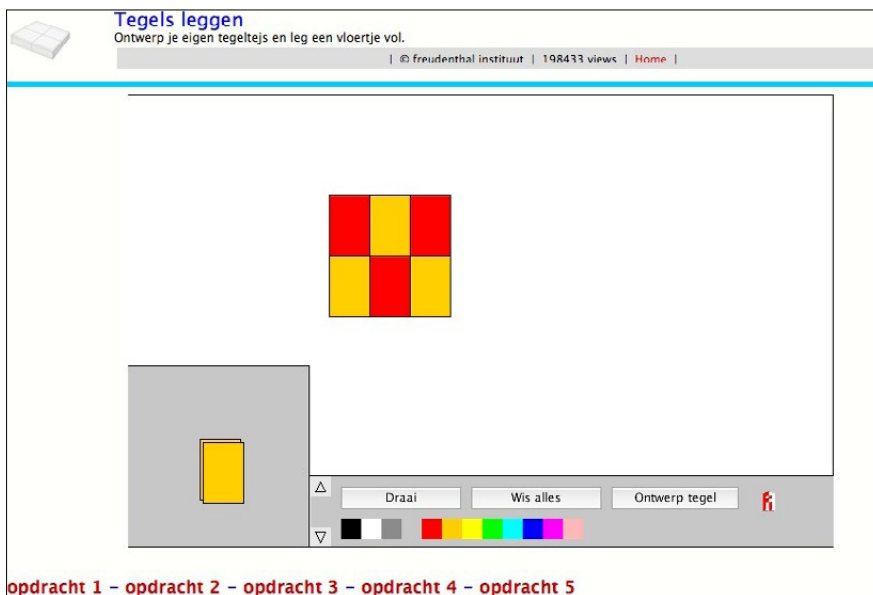 Tegels leggen
Ontwerp je eigen tegeltejs en leg een vloertje vol.
| © freudenthal instituut | 198433 views | Home |
Draai Wis alles Ontwerp tegel
opdracht 1 – opdracht 2 – opdracht 3 – opdracht 4 – opdracht 5